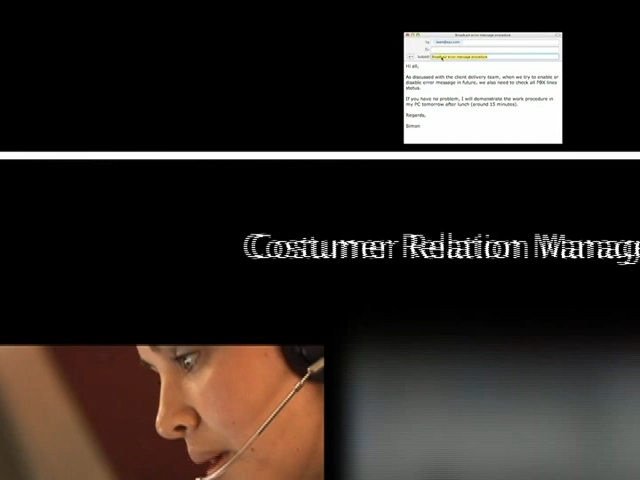 Broadcast error message procedure
To:
Subject:
Broadcast error message procedure
Hi all,
As discussed with the client delivery team, when we try to enable or
disable error message in future, we also need to check all PBX lines
status.
If you have no problem, I will demonstrate the work procedure in
my PC tomorrow after lunch (around 15 minutes).
Regards,
Simon
Costumer Relation Manag